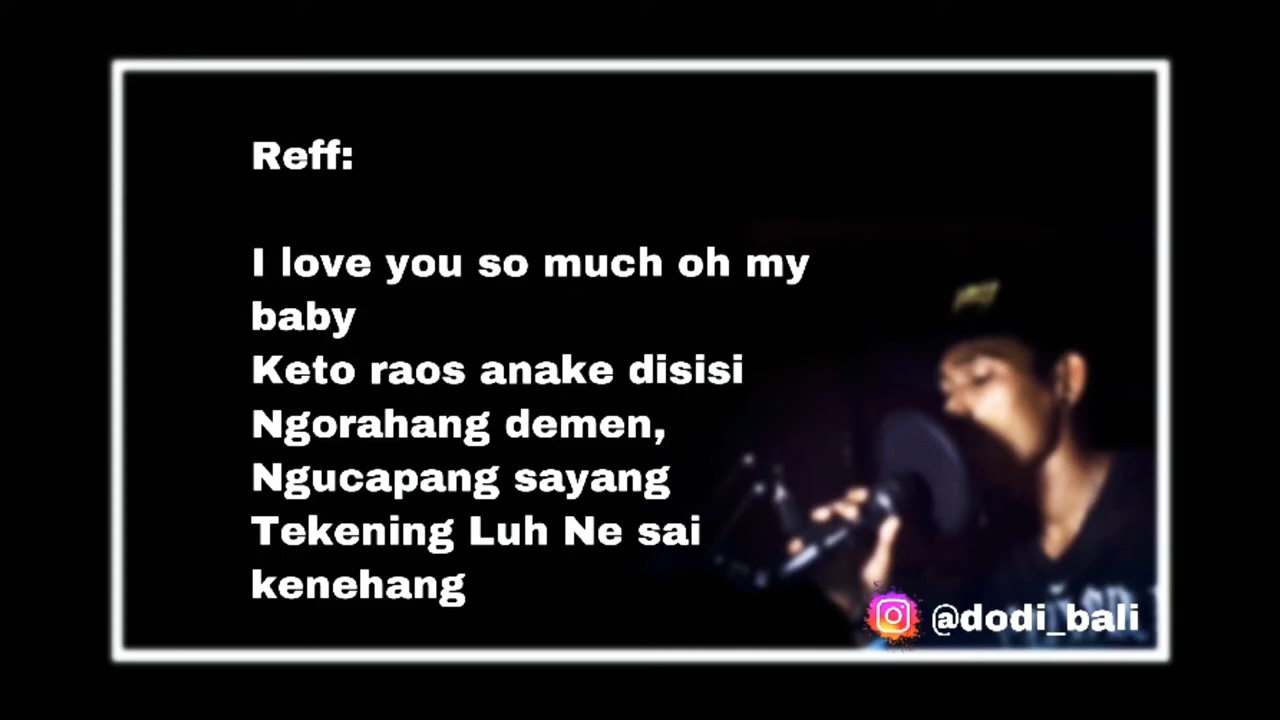 Reff:
I love you so much oh my
baby
Keto raos anake disisi
Ngorahang demen,
Ngucapang sayang
Tekening Luh Ne sai
kenehang
@dodi_bali